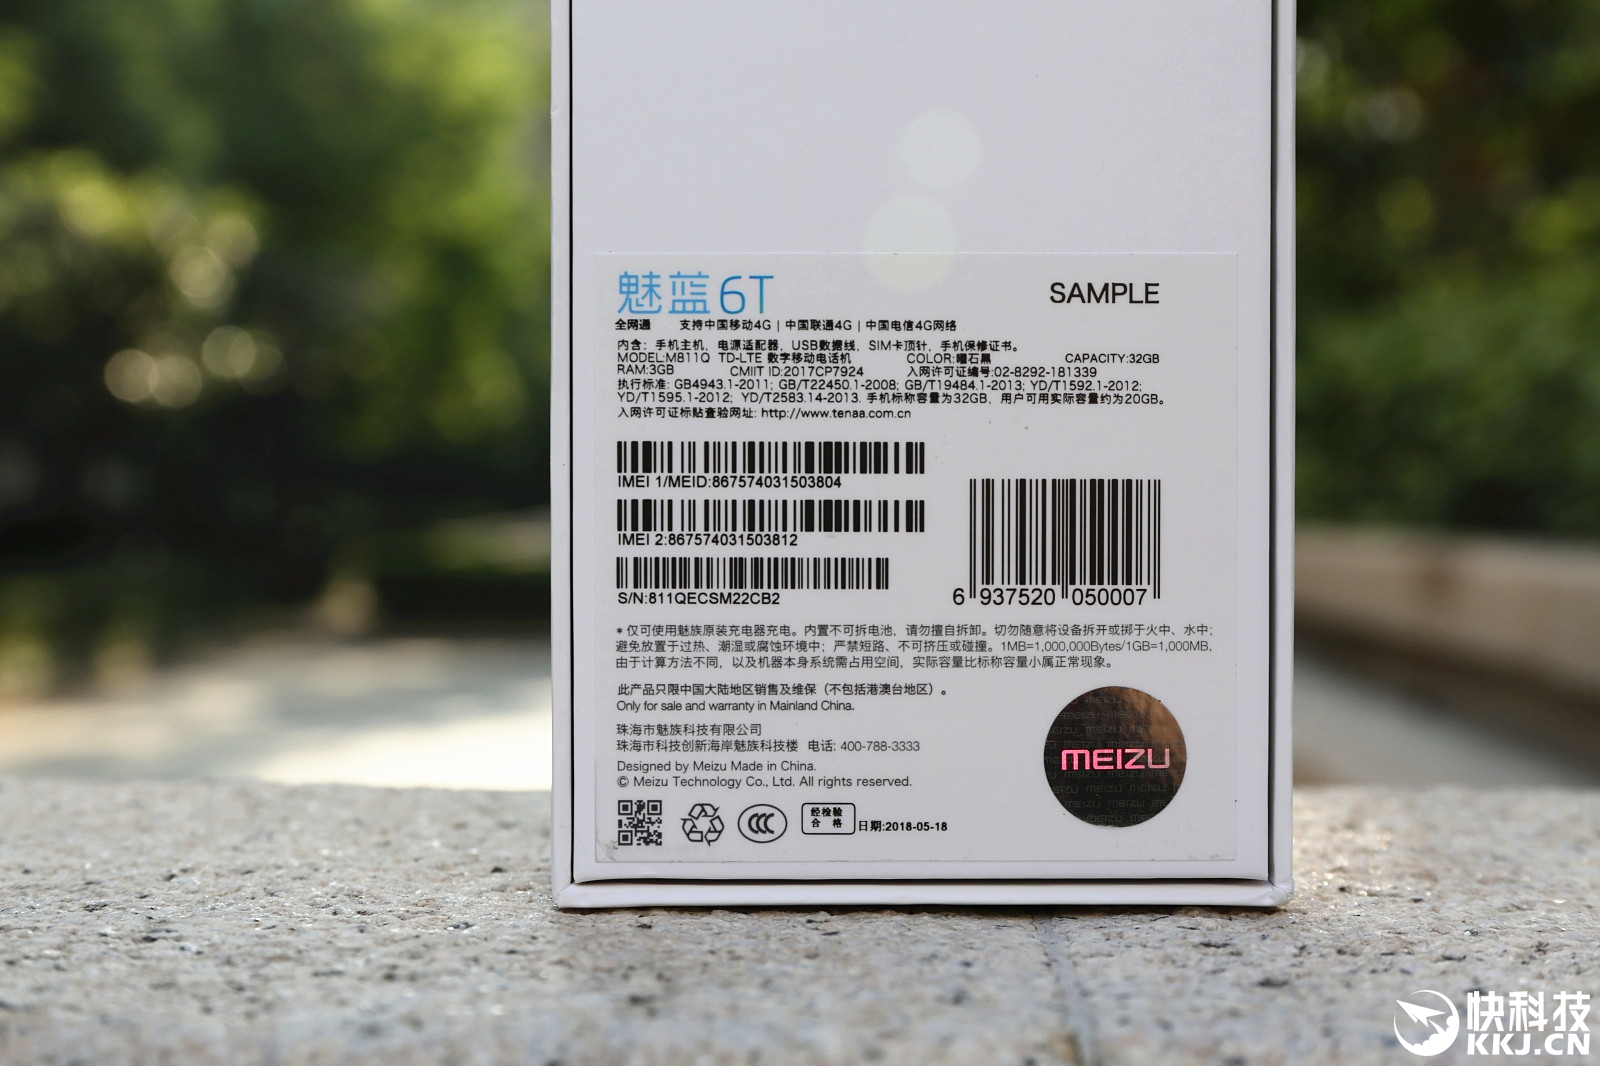 魅蓝6T SAMPLE
全网通 支持中国移动4G | 中国联通4G | 中国电信4G网络
内含：手机主机，电源适配器，USB数据线，SIM卡顶针，手机保修证书。
MODEL:M811Q TD-LTE 数字移动电话机 COLOR:曜石黑 CAPACITY:32GB
RAM:3GB CMIIT ID:2017CP7924 入网许可证编号:02-8292-181339
执行标准: GB4943.1-2011; GB/T22450.1-2008; GB/T19484.1-2013; YD/T1592.1-2012;
YD/T1595.1-2012; YD/T2583.14-2013. 手机标称容量为32GB，用户可用实际容量约为20GB。
入网许可证标贴查验网址: http://www.tenaa.com.cn
IMEI 1/MEID:867574031503804
IMEI 2:867574031503812
S/N:811QECSM22CB2
6 937520 050007
* 仅可使用魅族原装充电器充电。内置不可拆电池，请勿擅自拆卸。切勿随意将设备拆开或掷于火中、水中；
避免放置于过热、潮湿或腐蚀环境中；严禁短路、不可挤压或碰撞。1MB=1,000,000Bytes/1GB=1,000MB,
由于计算方法不同，以及机器本身系统需占用空间，实际容量比标称容量小属正常现象。
此产品只限中国大陆地区销售及维保（不包括港澳台地区）。
Only for sale and warranty in Mainland China.
珠海市魅族科技有限公司
珠海市科技创新海岸魅族科技楼 电话: 400-788-3333
Designed by Meizu Made in China.
© Meizu Technology Co., Ltd. All rights reserved.
MEIZU
CCC
经检验
合格
日期:2018-05-18
快科技
KKJ.CN